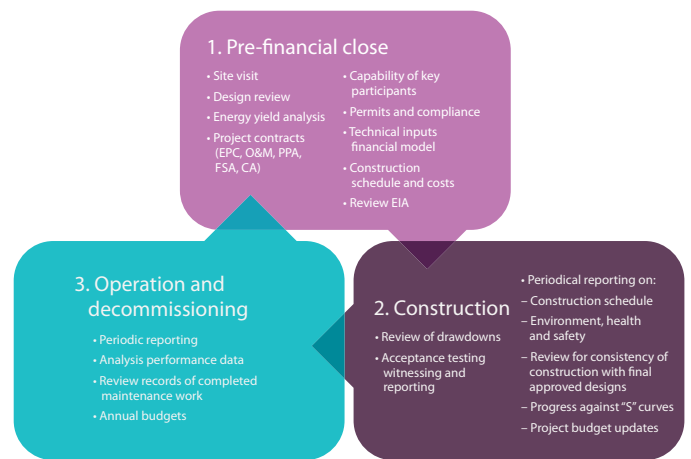 1. Pre-financial close
• Site visit
• Design review
• Energy yield analysis
• Project contracts
(EPC, O&M, PPA,
FSA, CA)
• Capability of key
participants
• Permits and compliance
• Technical inputs
financial model
• Construction
schedule and costs
• Review EIA
2. Construction
• Review of drawdowns
• Acceptance testing
witnessing and
reporting
• Periodical reporting on:
– Construction schedule
– Environment, health
and safety
– Review for consistency of
construction with final
approved designs
– Progress against “S” curves
– Project budget updates
3. Operation and
decommissioning
• Periodic reporting
• Analysis performance data
• Review records of completed
maintenance work
• Annual budgets